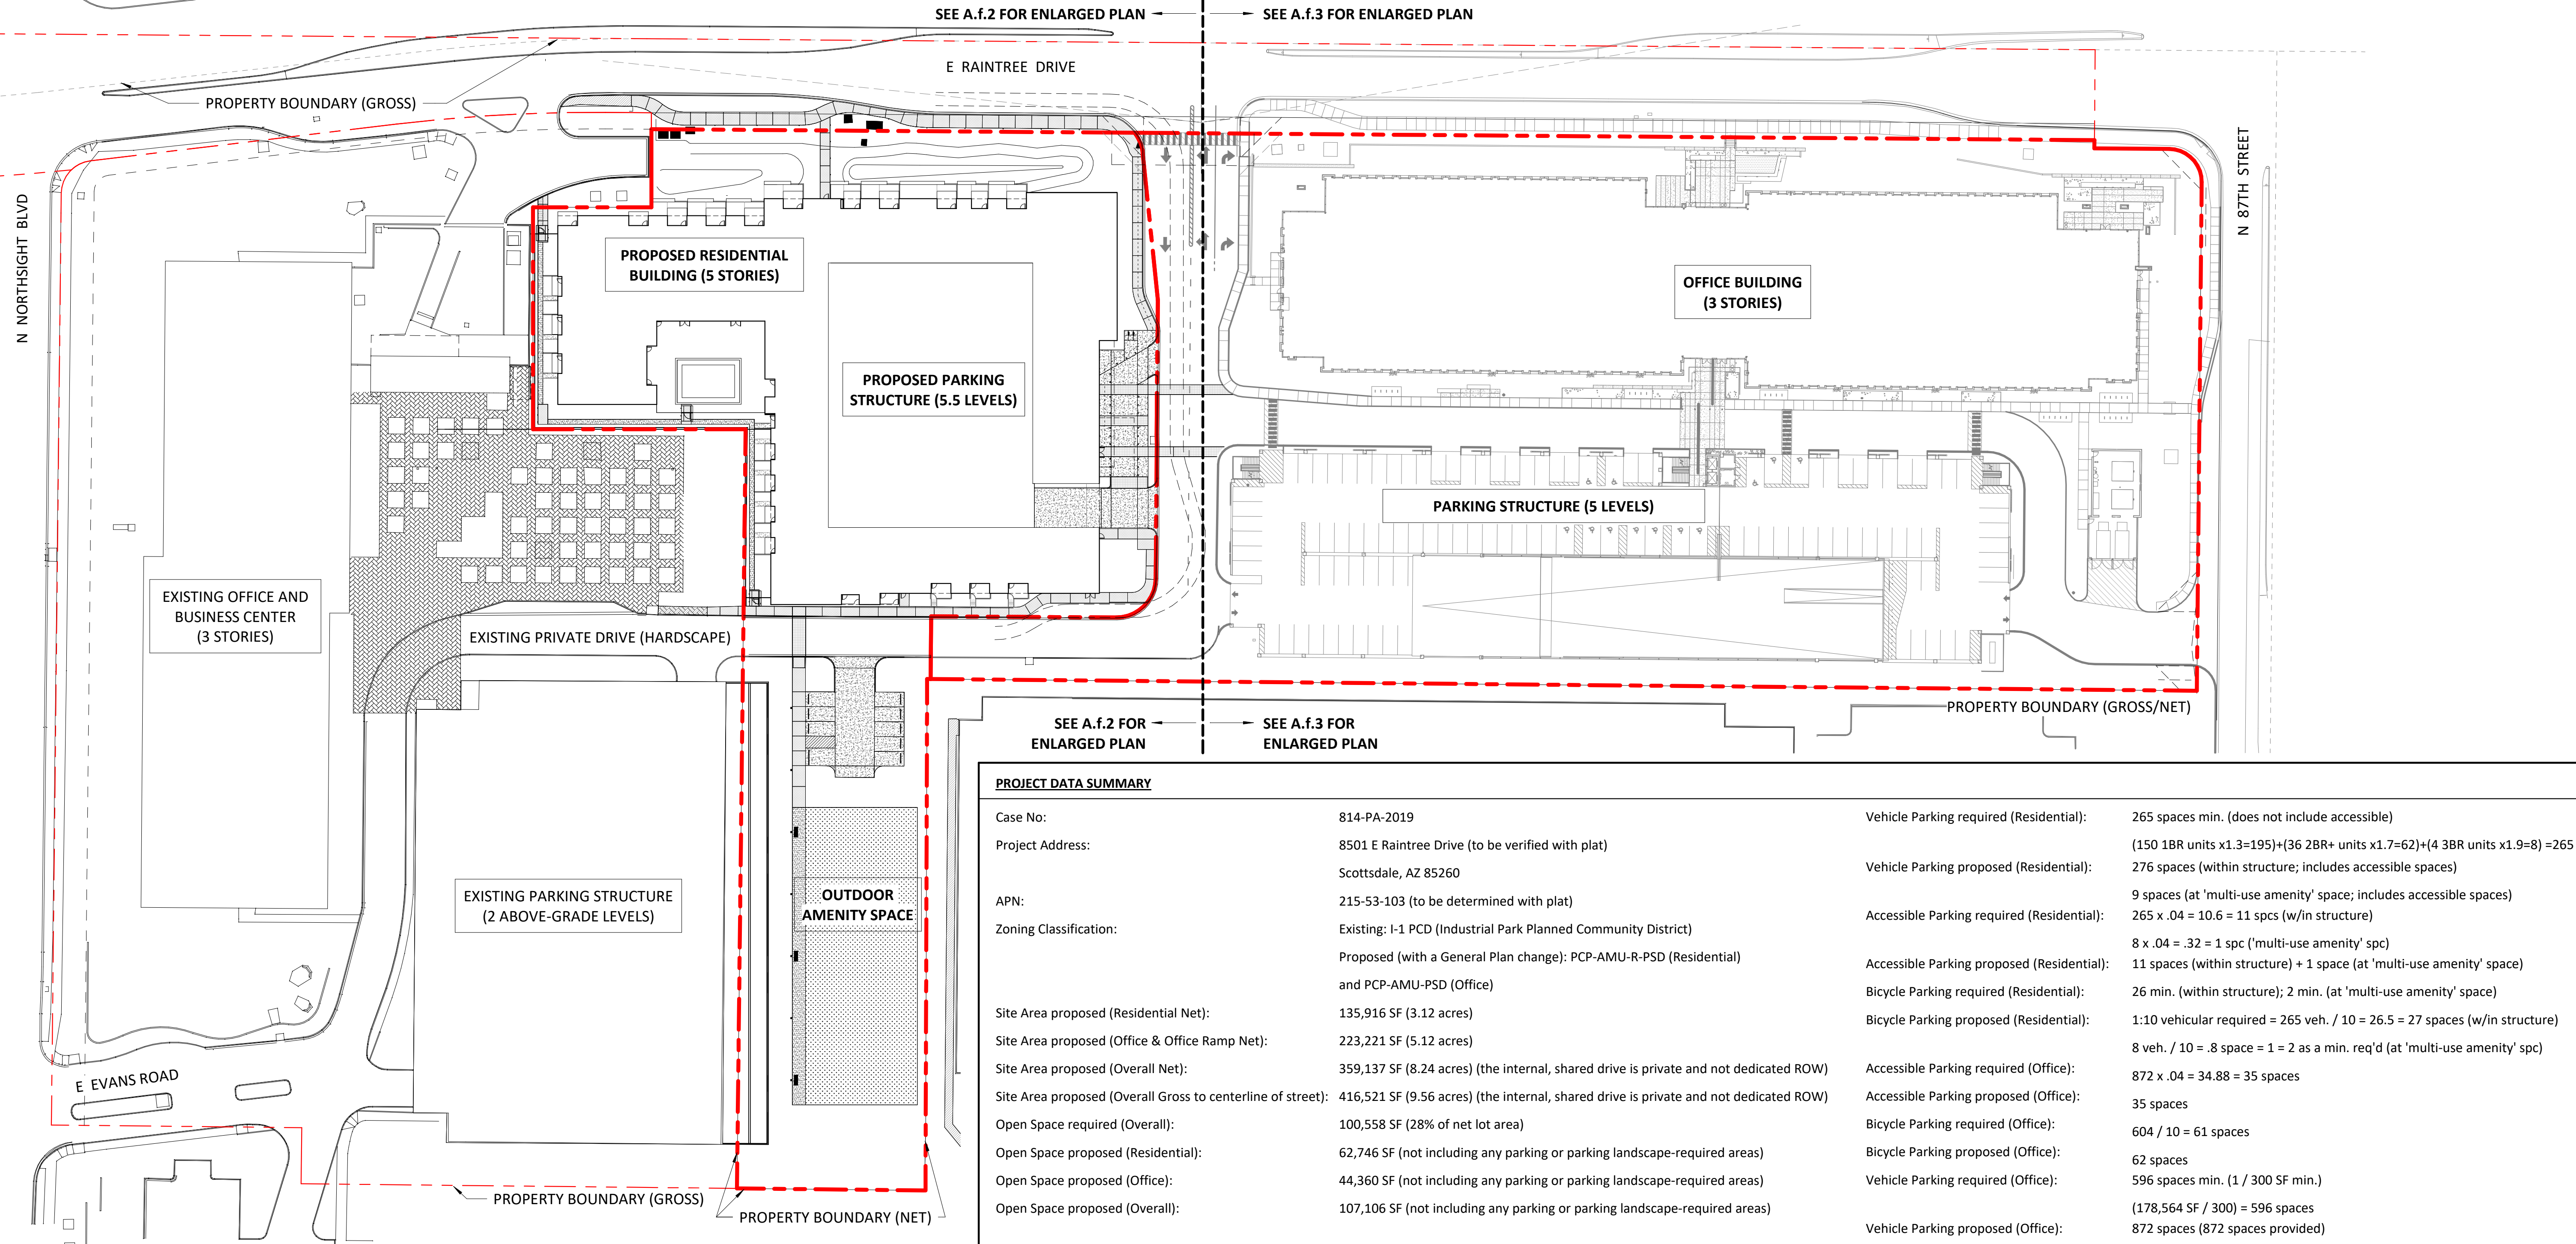 SEE A.f.2 FOR ENLARGED PLAN
SEE A.f.3 FOR ENLARGED PLAN
E RAINTREE DRIVE
PROPERTY BOUNDARY (GROSS)
N NORTHSIGHT BLVD
N 87TH STREET
PROPOSED RESIDENTIAL
BUILDING (5 STORIES)
OFFICE BUILDING
(3 STORIES)
PROPOSED PARKING
STRUCTURE (5.5 LEVELS)
PARKING STRUCTURE (5 LEVELS)
EXISTING OFFICE AND
BUSINESS CENTER
(3 STORIES)
EXISTING PRIVATE DRIVE (HARDSCAPE)
PROPERTY BOUNDARY (GROSS/NET)
SEE A.f.2 FOR
ENLARGED PLAN
SEE A.f.3 FOR
ENLARGED PLAN
EXISTING PARKING STRUCTURE
(2 ABOVE-GRADE LEVELS)
OUTDOOR
AMENITY SPACE
E EVANS ROAD
PROPERTY BOUNDARY (GROSS)
PROPERTY BOUNDARY (NET)
PROJECT DATA SUMMARY
Case No: 814-PA-2019
Project Address: 8501 E Raintree Drive (to be verified with plat)
Scottsdale, AZ 85260
APN: 215-53-103 (to be determined with plat)
Zoning Classification: Existing: I-1 PCD (Industrial Park Planned Community District)
Proposed (with a General Plan change): PCP-AMU-R-PSD (Residential)
and PCP-AMU-PSD (Office)
Site Area proposed (Residential Net): 135,916 SF (3.12 acres)
Site Area proposed (Office & Office Ramp Net): 223,221 SF (5.12 acres)
Site Area proposed (Overall Net): 359,137 SF (8.24 acres) (the internal, shared drive is private and not dedicated ROW)
Site Area proposed (Overall Gross to centerline of street): 416,521 SF (9.56 acres) (the internal, shared drive is private and not dedicated ROW)
Open Space required (Overall): 100,558 SF (28% of net lot area)
Open Space proposed (Residential): 62,746 SF (not including any parking or parking landscape-required areas)
Open Space proposed (Office): 44,360 SF (not including any parking or parking landscape-required areas)
Open Space proposed (Overall): 107,106 SF (not including any parking or parking landscape-required areas)
Vehicle Parking required (Residential): 265 spaces min. (does not include accessible)
(150 1BR units x1.3=195)+(36 2BR+ units x1.7=62)+(4 3BR units x1.9=8) =265
Vehicle Parking proposed (Residential): 276 spaces (within structure; includes accessible spaces)
9 spaces (at 'multi-use amenity' space; includes accessible spaces)
Accessible Parking required (Residential): 265 x .04 = 10.6 = 11 spcs (w/in structure)
8 x .04 = .32 = 1 spc ('multi-use amenity' spc)
Accessible Parking proposed (Residential): 11 spaces (within structure) + 1 space (at 'multi-use amenity' space)
Bicycle Parking required (Residential): 26 min. (within structure); 2 min. (at 'multi-use amenity' space)
Bicycle Parking proposed (Residential): 1:10 vehicular required = 265 veh. / 10 = 26.5 = 27 spaces (w/in structure)
8 veh. / 10 = .8 space = 1 = 2 as a min. req'd (at 'multi-use amenity' spc)
Accessible Parking required (Office): 872 x .04 = 34.88 = 35 spaces
Accessible Parking proposed (Office): 35 spaces
Bicycle Parking required (Office): 604 / 10 = 61 spaces
Bicycle Parking proposed (Office): 62 spaces
Vehicle Parking required (Office): 596 spaces min. (1 / 300 SF min.)
(178,564 SF / 300) = 596 spaces
Vehicle Parking proposed (Office): 872 spaces (872 spaces provided)